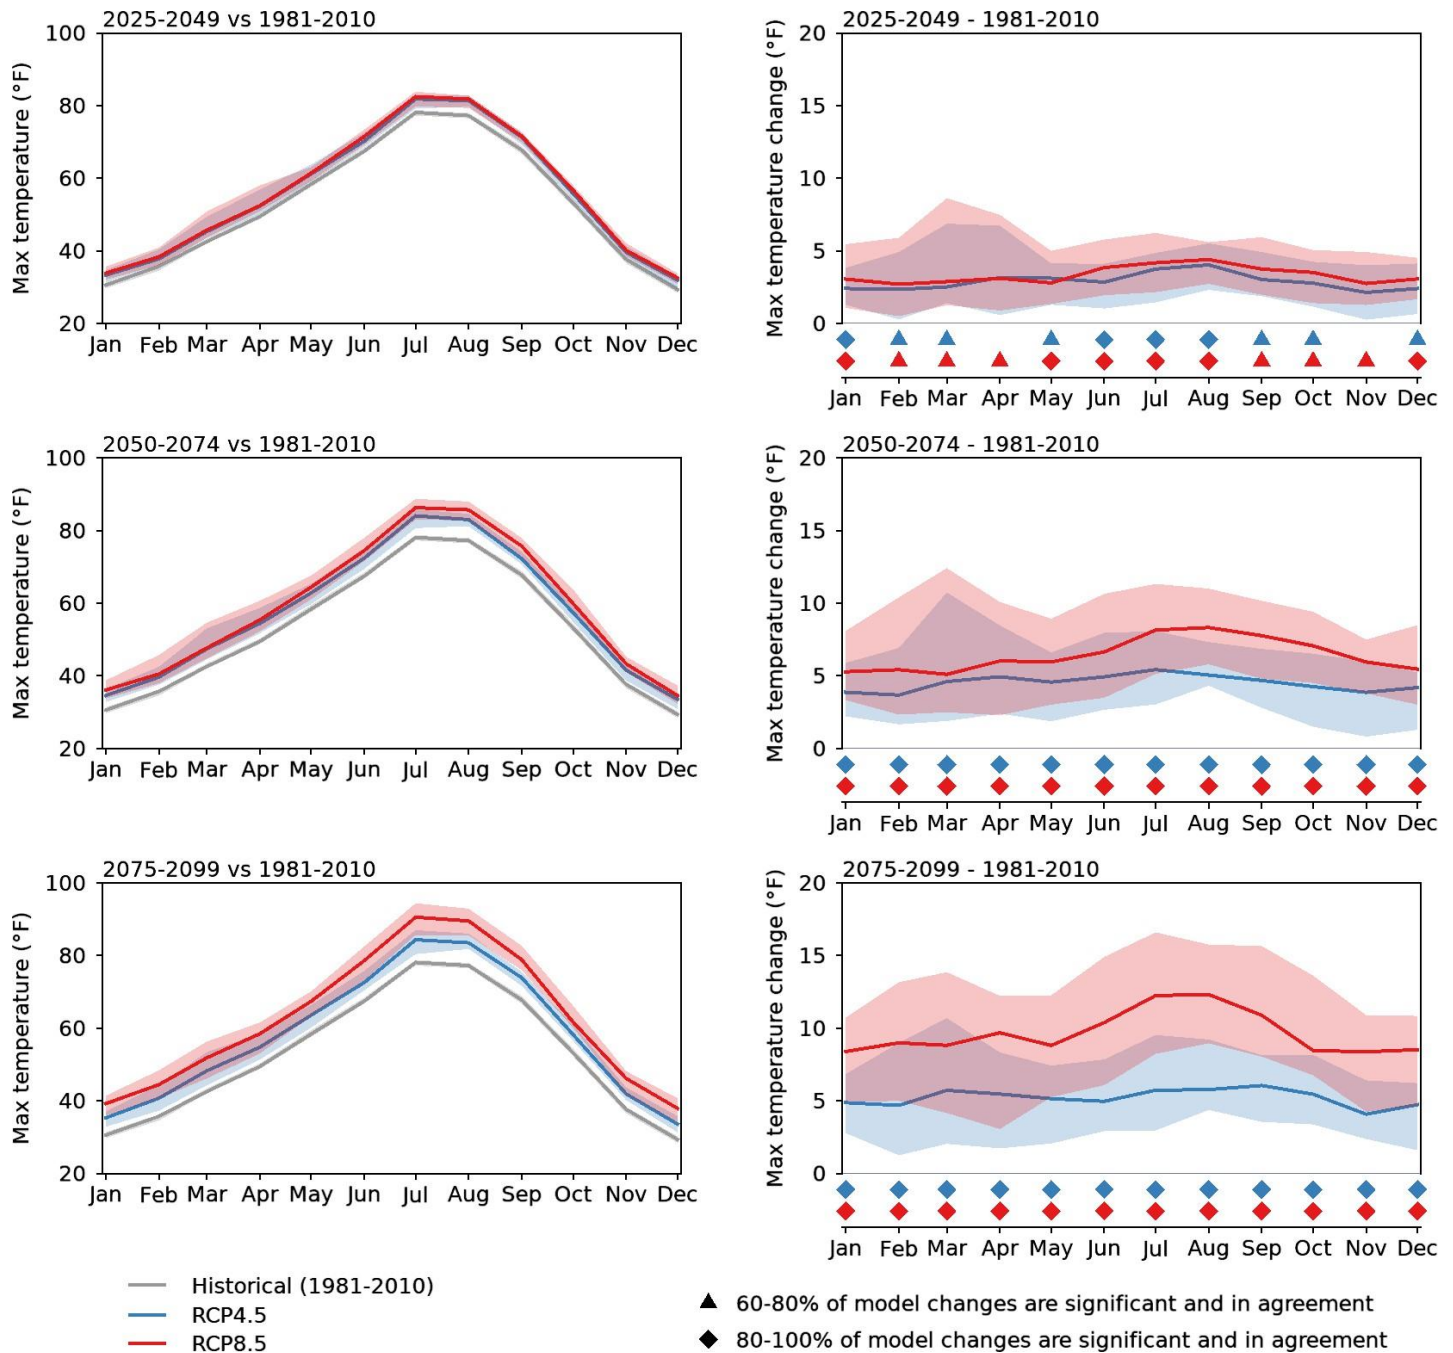 2025-2049 vs 1981-2010
Max temperature (°F)
100
80
60
40
20
Jan Feb Mar Apr May Jun Jul Aug Sep Oct Nov Dec
2025-2049 - 1981-2010
Max temperature change (°F)
20
15
10
5
0
Jan Feb Mar Apr May Jun Jul Aug Sep Oct Nov Dec
2050-2074 vs 1981-2010
Max temperature (°F)
100
80
60
40
20
Jan Feb Mar Apr May Jun Jul Aug Sep Oct Nov Dec
2050-2074 - 1981-2010
Max temperature change (°F)
20
15
10
5
0
Jan Feb Mar Apr May Jun Jul Aug Sep Oct Nov Dec
2075-2099 vs 1981-2010
Max temperature (°F)
100
80
60
40
20
Jan Feb Mar Apr May Jun Jul Aug Sep Oct Nov Dec
2075-2099 - 1981-2010
Max temperature change (°F)
20
15
10
5
0
Jan Feb Mar Apr May Jun Jul Aug Sep Oct Nov Dec
Historical (1981-2010)
RCP4.5
RCP8.5
60-80% of model changes are significant and in agreement
80-100% of model changes are significant and in agreement